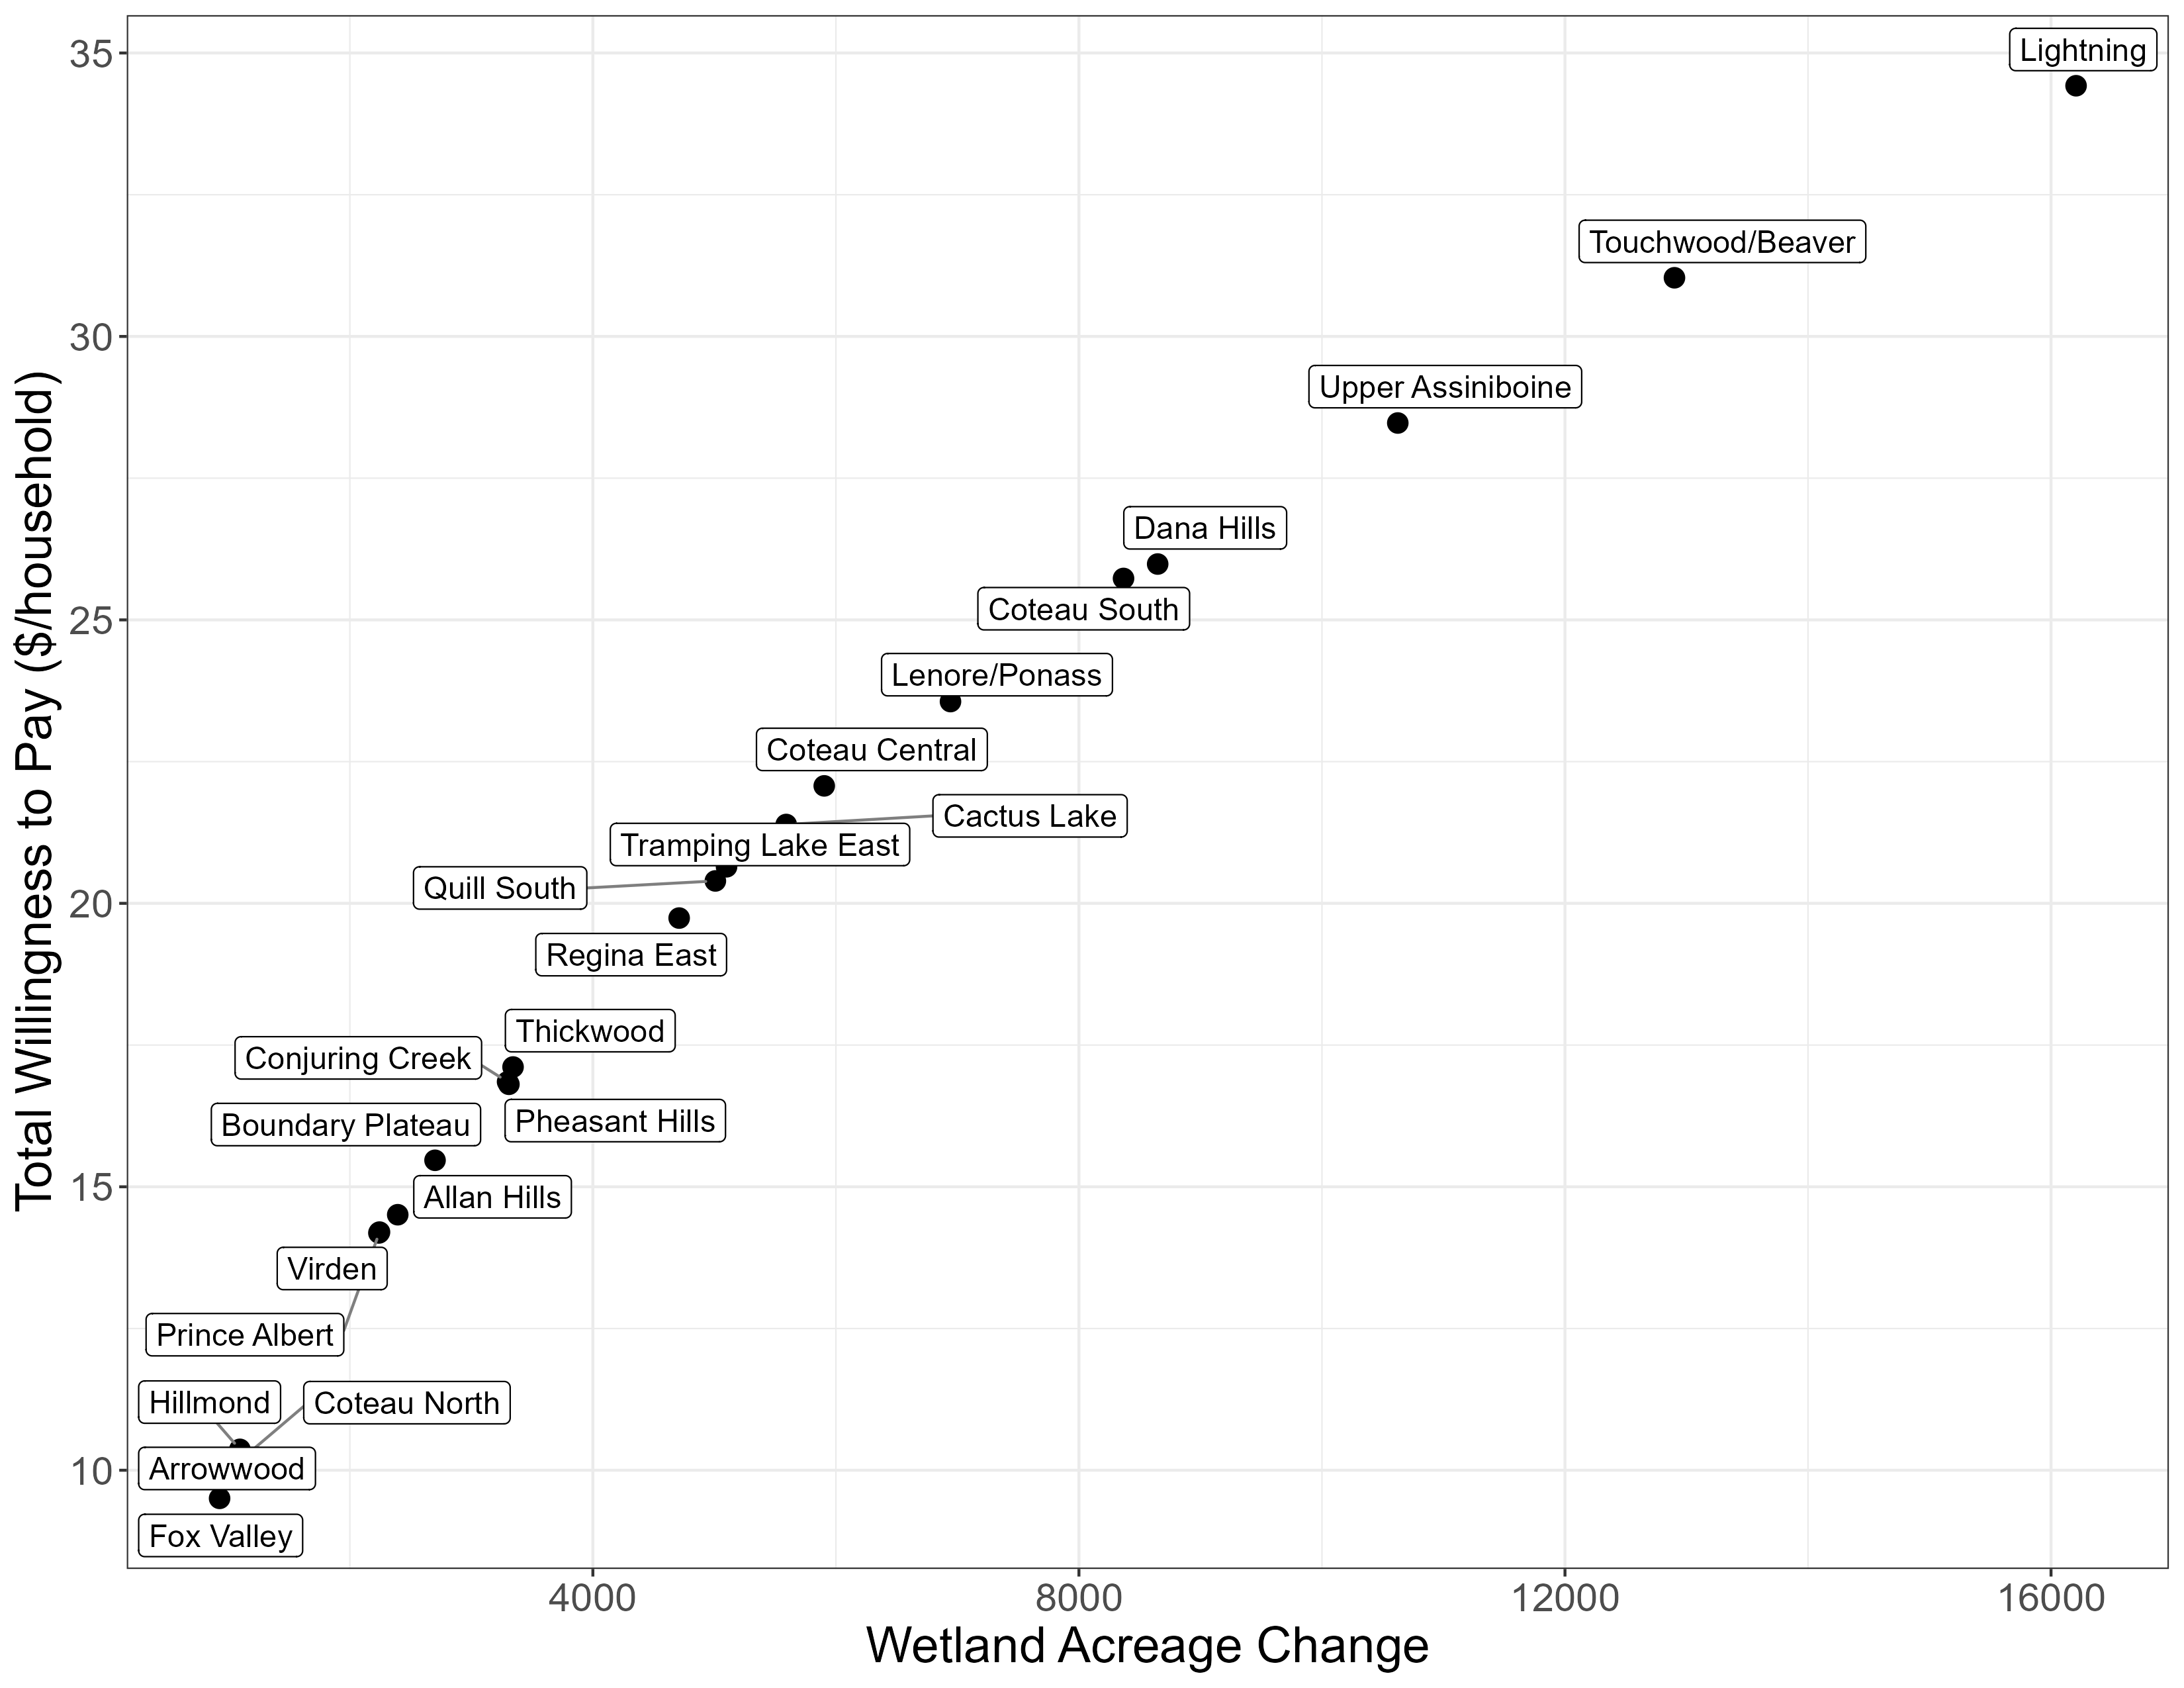 35
Lightning
Touchwood/Beaver
30
Upper Assiniboine
Dana Hills
25
Coteau South
Lenore/Ponass
Coteau Central
Cactus Lake
Tramping Lake East
Quill South
20
Regina East
Thickwood
Conjuring Creek
Pheasant Hills
Boundary Plateau
15
Allan Hills
Virden
Prince Albert
Hillmond
Coteau North
10
Arrowwood
Fox Valley
4000
8000
12000
16000
Wetland Acreage Change
Total Willingness to Pay ($/household)